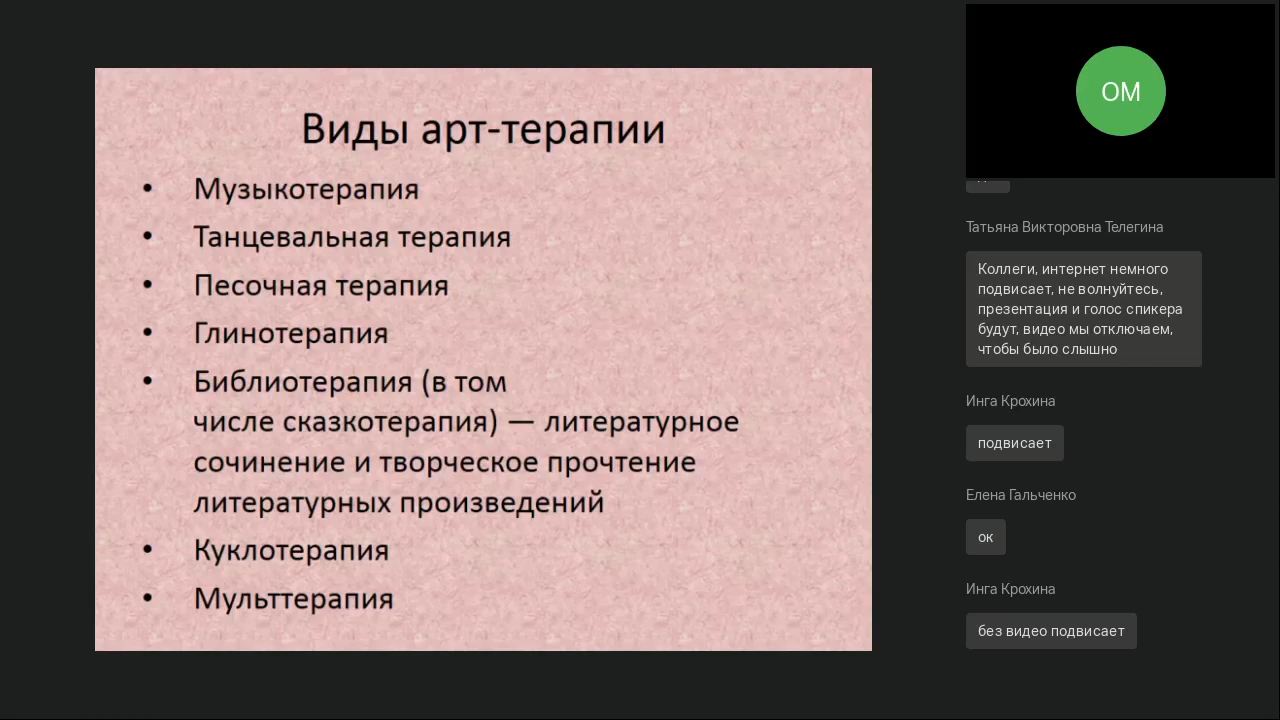 Виды арт-терапии
• Музыкотерапия
• Танцевальная терапия
• Песочная терапия
• Глинотерапия
• Библиотерапия (в том
числе сказкотерапия) — литературное
сочинение и творческое прочтение
литературных произведений
• Куклотерапия
• Мульттерапия
ОМ
Татьяна Викторовна Телегина
Коллеги, интернет немного
подвисает, не волнуйтесь,
презентация и голос спикера
будут, видео мы отключаем,
чтобы было слышно
Инга Крохина
подвисает
Елена Гальченко
ок
Инга Крохина
без видео подвисает